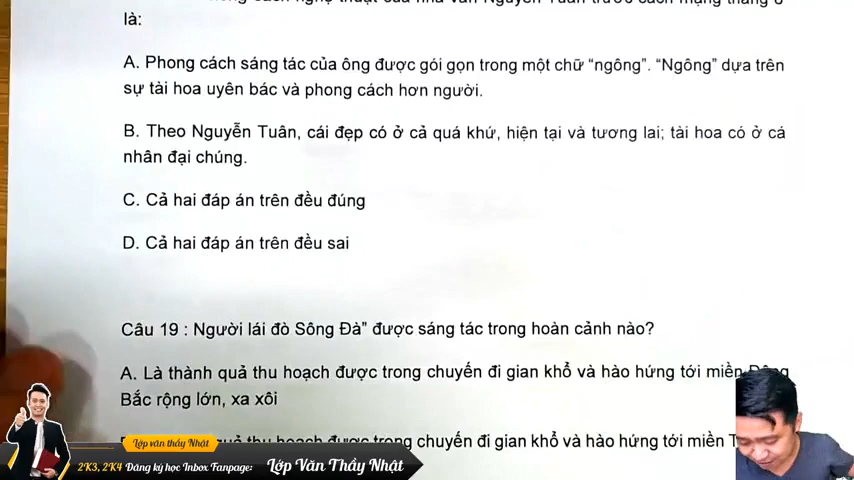 là:
A. Phong cách sáng tác của ông được gói gọn trong một chữ “ngông”. “Ngông” dựa trên
sự tài hoa uyên bác và phong cách hơn người.
B. Theo Nguyễn Tuân, cái đẹp có ở cả quá khứ, hiện tại và tương lai; tài hoa có ở cá
nhân đại chúng.
C. Cả hai đáp án trên đều đúng
D. Cả hai đáp án trên đều sai
Câu 19 : Người lái đò Sông Đà” được sáng tác trong hoàn cảnh nào?
A. Là thành quả thu hoạch được trong chuyến đi gian khổ và hào hứng tới miền Đông
Bắc rộng lớn, xa xôi
quả thu hoạch được trong chuyến đi gian khổ và hào hứng tới miền
Lớp văn thầy Nhật
2K3, 2K4 Đăng ký học Inbox Fanpage: Lớp Văn Thầy Nhật